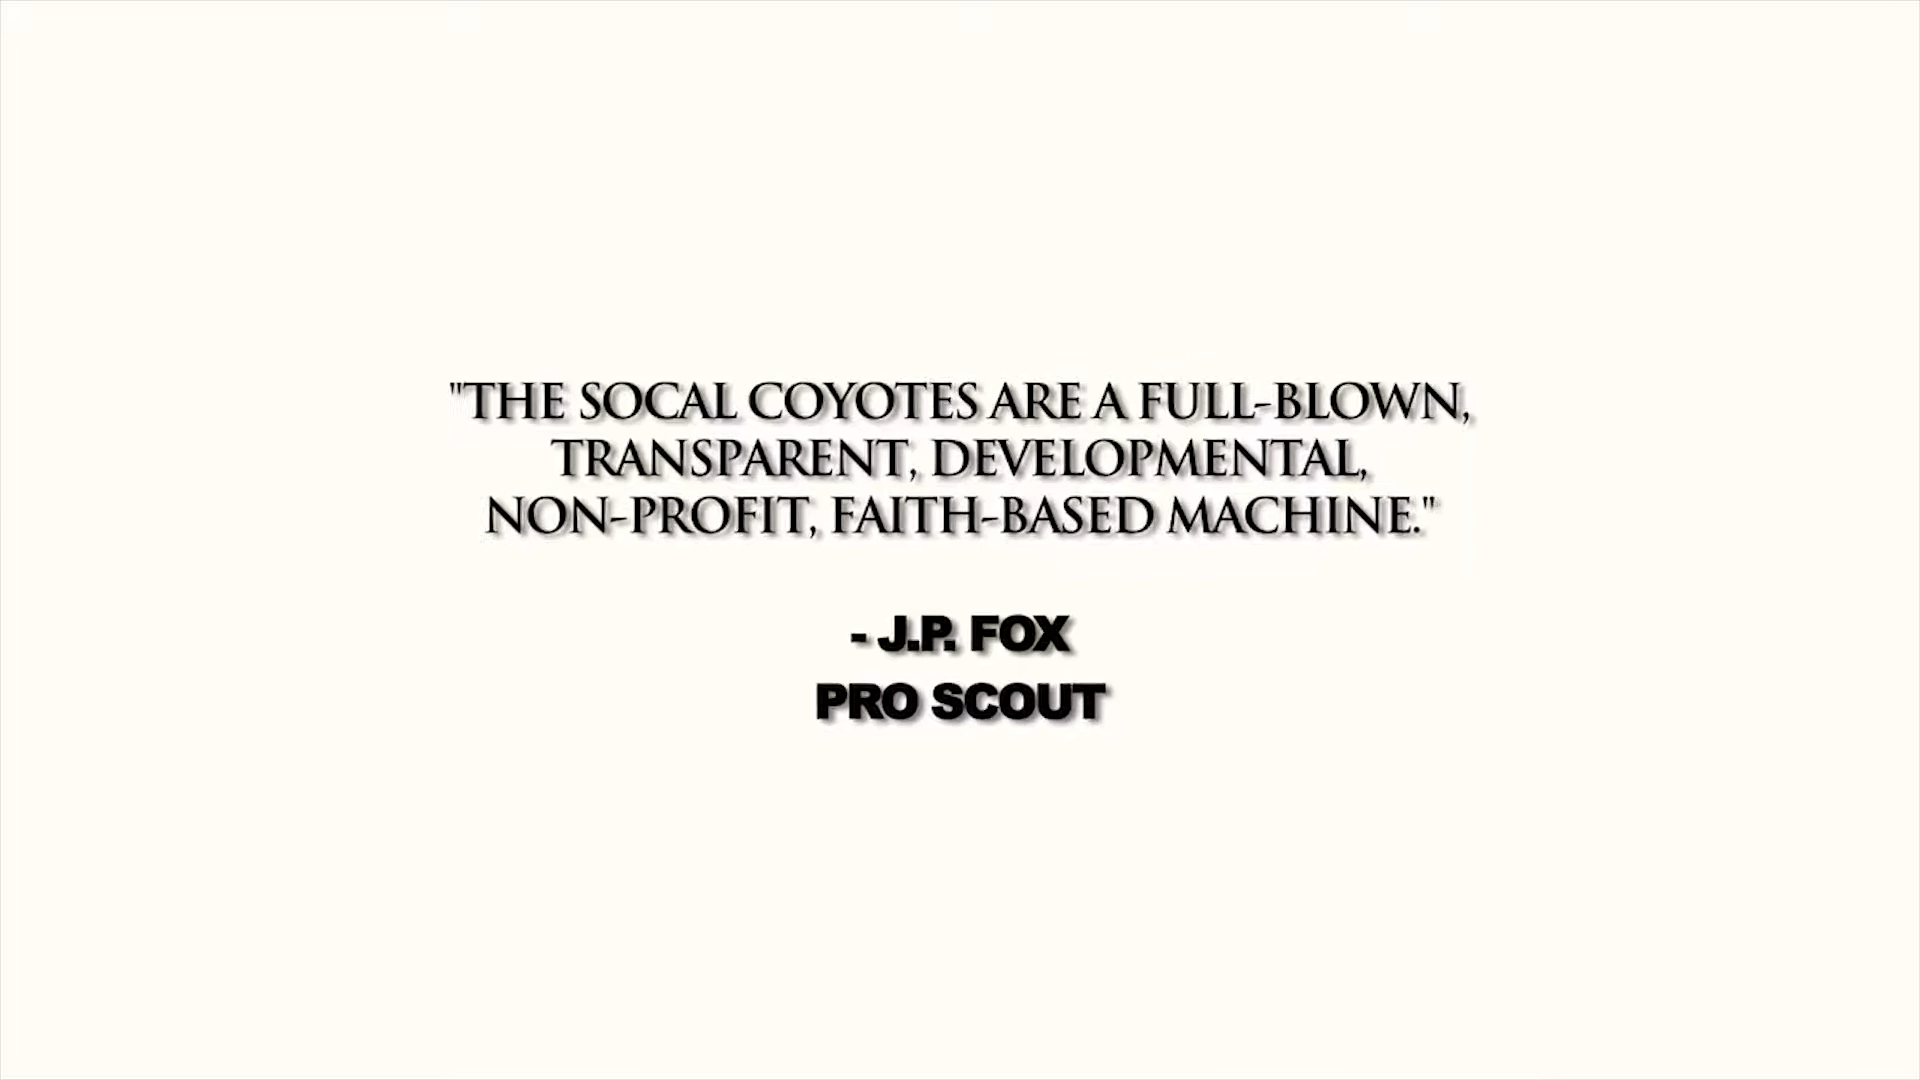 "THE SOCAL COYOTES ARE A FULL-BLOWN,
TRANSPARENT, DEVELOPMENTAL,
NON-PROFIT, FAITH-BASED MACHINE."
- J.P. FOX
PRO SCOUT